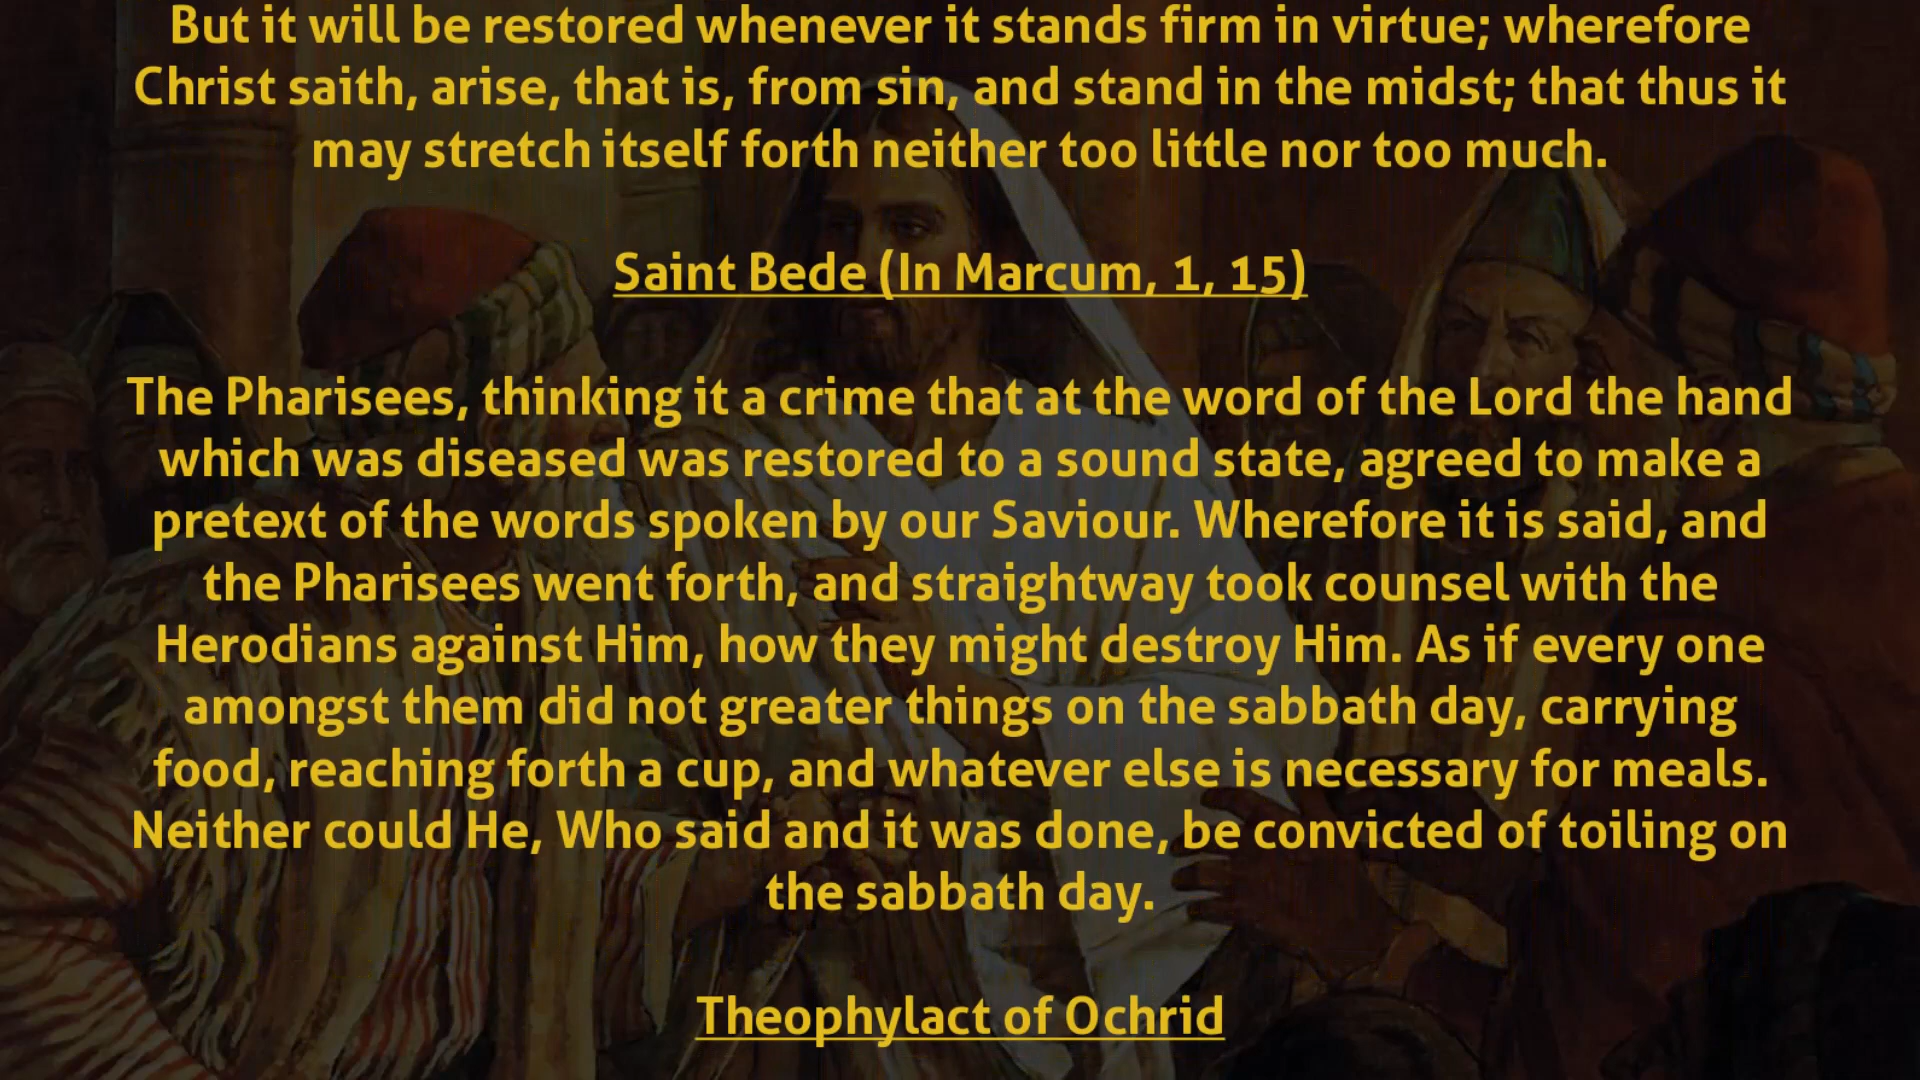 But it will be restored whenever it stands firm in virtue; wherefore
Christ saith, arise, that is, from sin, and stand in the midst; that thus it
may stretch itself forth neither too little nor too much.
Saint Bede (In Marcum, 1, 15)
The Pharisees, thinking it a crime that at the word of the Lord the hand
which was diseased was restored to a sound state, agreed to make a
pretext of the words spoken by our Saviour. Wherefore it is said, and
the Pharisees went forth, and straightway took counsel with the
Herodians against Him, how they might destroy Him. As if every one
amongst them did not greater things on the sabbath day, carrying
food, reaching forth a cup, and whatever else is necessary for meals.
Neither could He, Who said and it was done, be convicted of toiling on
the sabbath day.
Theophylact of Ochrid